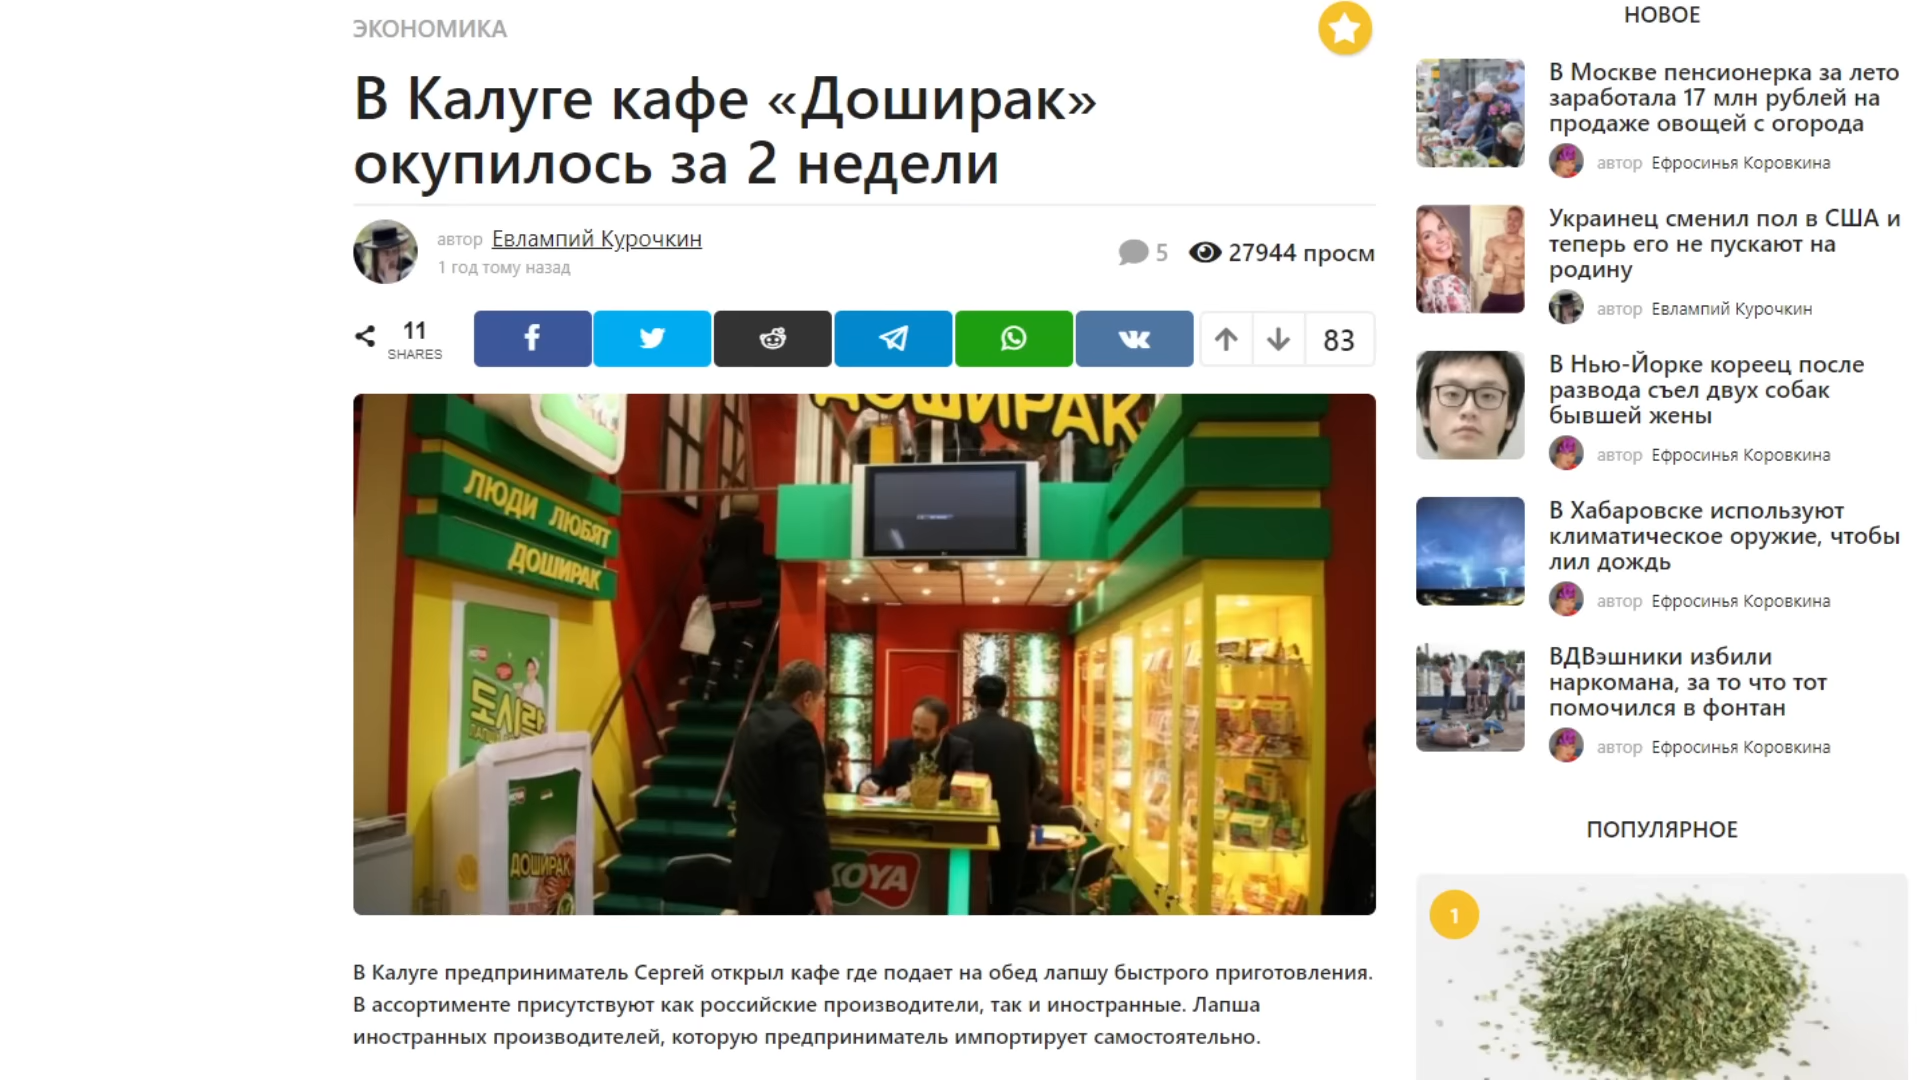 ЭКОНОМИКА
В Калуге кафе «Доширак»
окупилось за 2 недели
автор Евлампий Курочкин
1 год тому назад
5
27944 просм
11
SHARES
83
ДОШИРАК
ЛЮДИ ЛЮБЯТ
ДОШИРАК
KOYA
도시락
ДОШИРАК
KOYA
В Калуге предприниматель Сергей открыл кафе где подает на обед лапшу быстрого приготовления.
В ассортименте присутствуют как российские производители, так и иностранные. Лапша
иностранных производителей, которую предприниматель импортирует самостоятельно.
НОВОЕ
В Москве пенсионерка за лето
заработала 17 млн рублей на
продаже овощей с огорода
автор Ефросинья Коровкина
Украинец сменил пол в США и
теперь его не пускают на
родину
автор Евлампий Курочкин
В Нью-Йорке кореец после
развода съел двух собак
бывшей жены
автор Ефросинья Коровкина
В Хабаровске используют
климатическое оружие, чтобы
лил дождь
автор Ефросинья Коровкина
ВДВэшники избили
наркомана, за то что тот
помочился в фонтан
автор Ефросинья Коровкина
ПОПУЛЯРНОЕ
1